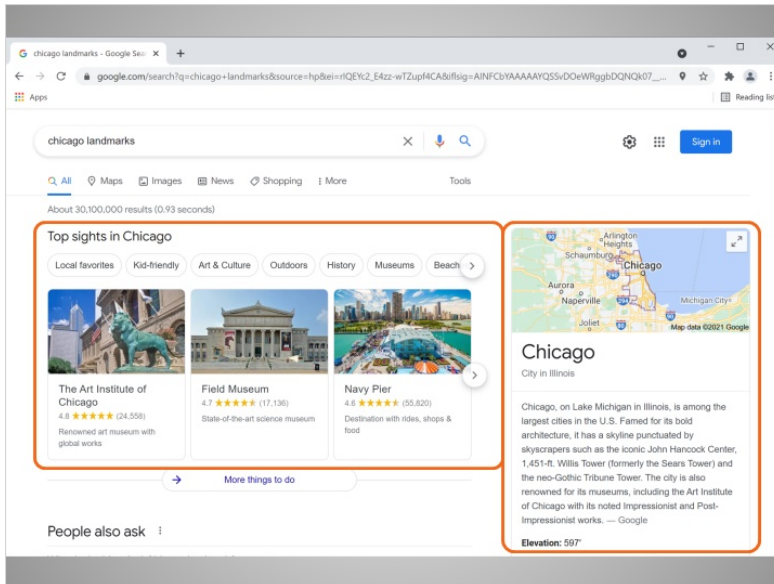 chicago landmarks - Google Sea
google.com/search?q=chicago+landmarks&source=hp&ei=rIQEYc2_E4zz-wTZupf4CA&iflsig=AINFCbYAAAAAYQSSvDOeWRggbDQNQk07__...
Apps
Reading list
chicago landmarks
Sign in
All Maps Images News Shopping More Tools
About 30,100,000 results (0.93 seconds)
Top sights in Chicago
Local favorites Kid-friendly Art & Culture Outdoors History Museums Beach
The Art Institute of
Chicago
4.8 (24,558)
Renowned art museum with
global works
Field Museum
4.7 (17,136)
State-of-the-art science museum
Navy Pier
4.6 (55,820)
Destination with rides, shops &
food
More things to do
People also ask
90
Arlington
Heights
Schaumburg
Chicago
290
Aurora
Naperville
294
Michigan City
Joliet
80
Map data ©2021 Google
Chicago
City in Illinois
Chicago, on Lake Michigan in Illinois, is among the
largest cities in the U.S. Famed for its bold
architecture, it has a skyline punctuated by
skyscrapers such as the iconic John Hancock Center,
1,451-ft. Willis Tower (formerly the Sears Tower) and
the neo-Gothic Tribune Tower. The city is also
renowned for its museums, including the Art Institute
of Chicago with its noted Impressionist and Post-
Impressionist works. — Google
Elevation: 597'